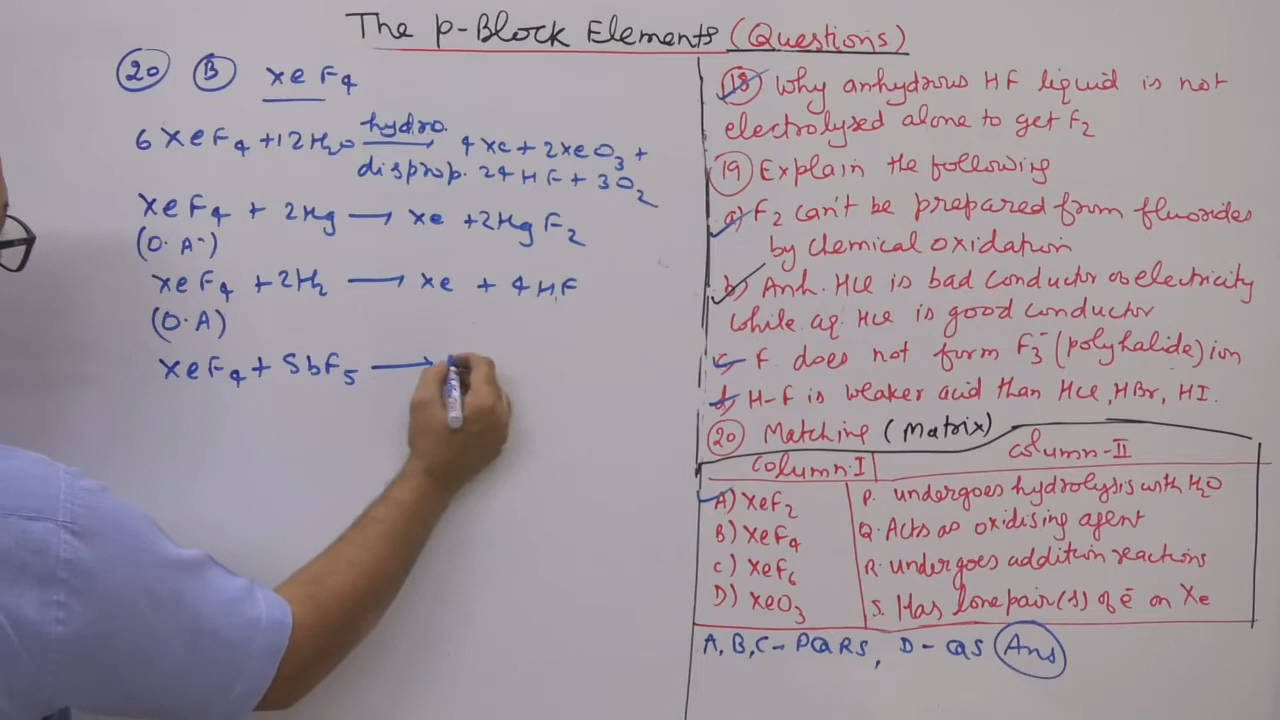 The p-Block Elements (Questions)
20 B XeF4
6XeF4 + 12H2O hydro. 4Xe + 2XeO3 +
disprop. 24HF + 3O2
XeF4 + 2Hg → Xe + 2HgF2
(O.A.)
XeF4 + 2H2 → Xe + 4HF
(O.A)
XeF4 + SbF5 →
18 Why anhydrous HF liquid is not
electrolyzed alone to get F2
19 Explain the following
a) F2 can't be prepared from fluorides
by chemical oxidation
b) Anh. HCl is bad conductor of electricity
while aq. HCl is good conductor
c) F does not form F3⁻ (polyhalide) ion
d) H-F is weaker acid than HCl, HBr, HI.
20 Matching (Matrix)
Column-I Column-II
A) XeF2 P. undergoes hydrolysis with H2O
B) XeF4 Q. Acts as oxidising agent
C) XeF6 R. undergoes addition reactions
D) XeO3 S. Has lone pair(s) of ē on Xe
A, B, C - PQRS, D - QS Ans